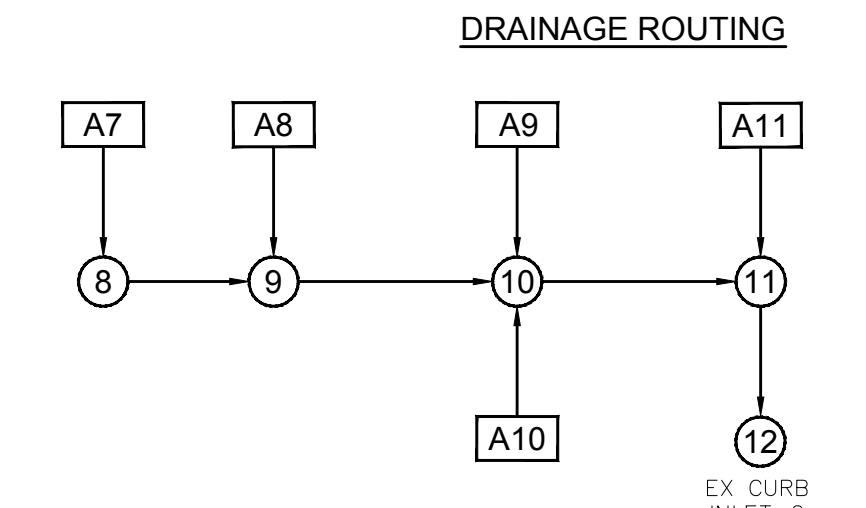 DRAINAGE ROUTING
A7 A8 A9 A11
8 9 10 11
A10 12
EX CURB